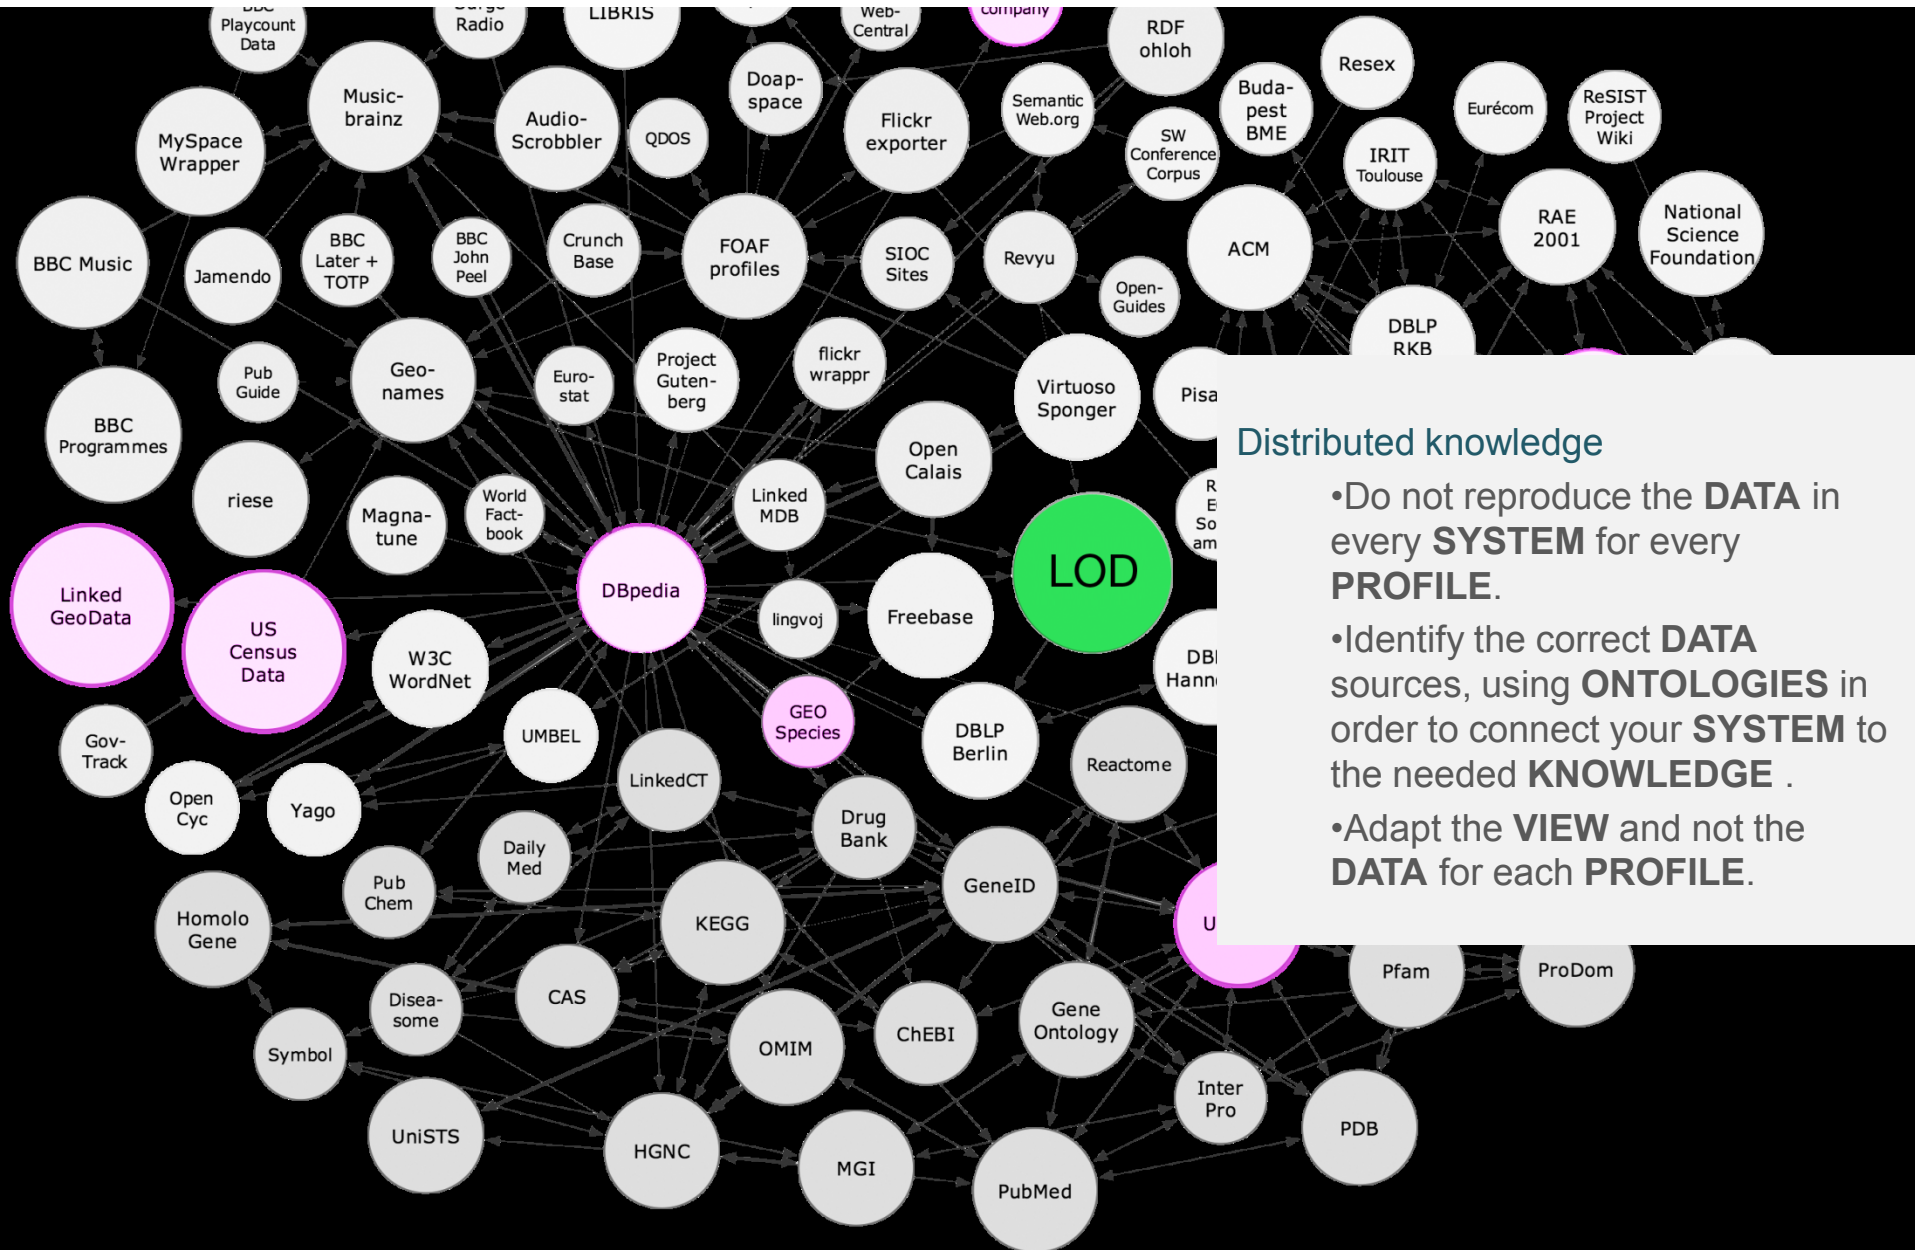 BBC
Playcount
Data
Surge
Radio
LIBRIS
Web-
Central
company
RDF
ohloh
Music-
brainz
MySpace
Wrapper
Audio-
Scrobbler
QDOS
Doap-
space
Flickr
exporter
Semantic
Web.org
SW
Conference
Corpus
Buda-
pest
BME
Resex
Eurécom
ReSIST
Project
Wiki
IRIT
Toulouse
BBC Music
Jamendo
BBC
Later +
TOTP
BBC
John
Peel
Crunch
Base
FOAF
profiles
SIOC
Sites
Revyu
Open-
Guides
ACM
RAE
2001
National
Science
Foundation
DBLP
RKB
BBC
Programmes
Pub
Guide
Geo-
names
Euro-
stat
Project
Guten-
berg
flickr
wrappr
Virtuoso
Sponger
Pisa
riese
Magna-
tune
World
Fact-
book
Linked
MDB
Open
Calais
LOD
Linked
GeoData
US
Census
Data
W3C
WordNet
DBpedia
lingvoj
Freebase
Gov-
Track
Open
Cyc
Yago
UMBEL
LinkedCT
GEO
Species
DBLP
Berlin
Reactome
Drug
Bank
Daily
Med
Pub
Chem
Homolo
Gene
KEGG
GeneID
Disea-
some
CAS
Symbol
OMIM
ChEBI
Gene
Ontology
Pfam
ProDom
UniSTS
HGNC
MGI
PubMed
Inter
Pro
PDB
Distributed knowledge
•Do not reproduce the DATA in
every SYSTEM for every
PROFILE.
•Identify the correct DATA
sources, using ONTOLOGIES in
order to connect your SYSTEM to
the needed KNOWLEDGE .
•Adapt the VIEW and not the
DATA for each PROFILE.